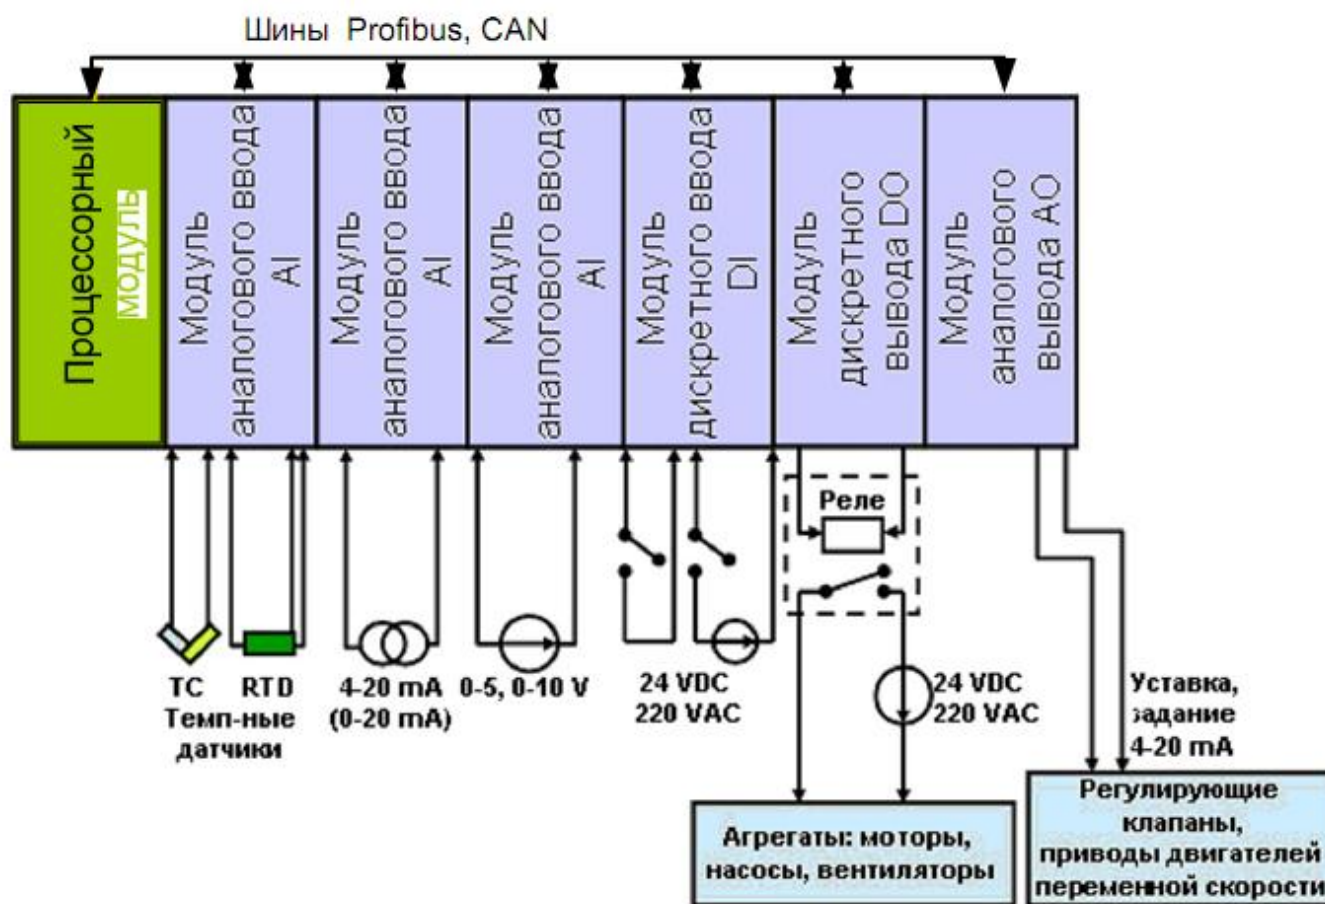 Шины Profibus, CAN
Процессорный
модуль
Модуль
аналогового ввода
AI
Модуль
аналогового ввода
AI
Модуль
аналогового ввода
AI
Модуль
дискретного ввода
DI
Модуль
дискретного
вывода DO
Модуль
аналогового
вывода AO
Реле
TC
RTD
Темп-ные
датчики
4-20 mA
(0-20 mA)
0-5, 0-10 V
24 VDC
220 VAC
24 VDC
220 VAC
Уставка,
задание
4-20 mA
Агрегаты: моторы,
насосы, вентиляторы
Регулирующие
клапаны,
приводы двигателей
переменной скорости